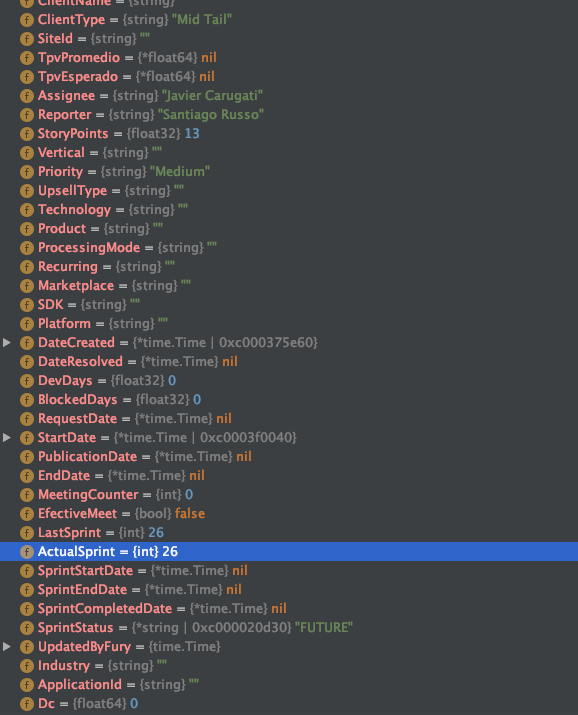 ClientName = {string}
ClientType = {string} "Mid Tail"
SiteId = {string} ""
TpvPromedio = {*float64} nil
TpvEsperado = {*float64} nil
Assignee = {string} "Javier Carugati"
Reporter = {string} "Santiago Russo"
StoryPoints = {float32} 13
Vertical = {string} ""
Priority = {string} "Medium"
UpsellType = {string} ""
Technology = {string} ""
Product = {string} ""
ProcessingMode = {string} ""
Recurring = {string} ""
Marketplace = {string} ""
SDK = {string} ""
Platform = {string} ""
DateCreated = {*time.Time | 0xc000375e60}
DateResolved = {*time.Time} nil
DevDays = {float32} 0
BlockedDays = {float32} 0
RequestDate = {*time.Time} nil
StartDate = {*time.Time | 0xc0003f0040}
PublicationDate = {*time.Time} nil
EndDate = {*time.Time} nil
MeetingCounter = {int} 0
EfectiveMeet = {bool} false
LastSprint = {int} 26
ActualSprint = {int} 26
SprintStartDate = {*time.Time} nil
SprintEndDate = {*time.Time} nil
SprintCompletedDate = {*time.Time} nil
SprintStatus = {*string | 0xc000020d30} "FUTURE"
UpdatedByFury = {time.Time}
Industry = {string} ""
ApplicationId = {string} ""
Dc = {float64} 0